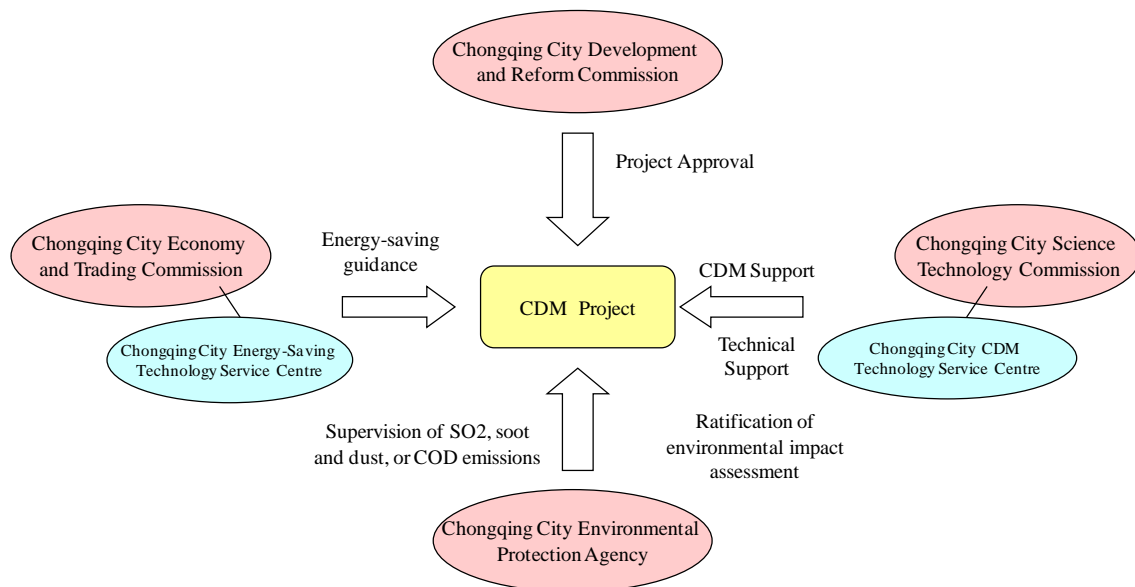 Chongqing City Development
and Reform Commission
Project Approval
Chongqing City Economy
and Trading Commission
Energy-saving
guidance
Chongqing City Science
Technology Commission
CDM Support
CDM Project
Chongqing City Energy-Saving
Technology Service Centre
Technical
Support
Chongqing City CDM
Technology Service Centre
Supervision of SO2, soot
and dust, or COD emissions
Ratification of
environmental impact
assessment
Chongqing City Environmental
Protection Agency